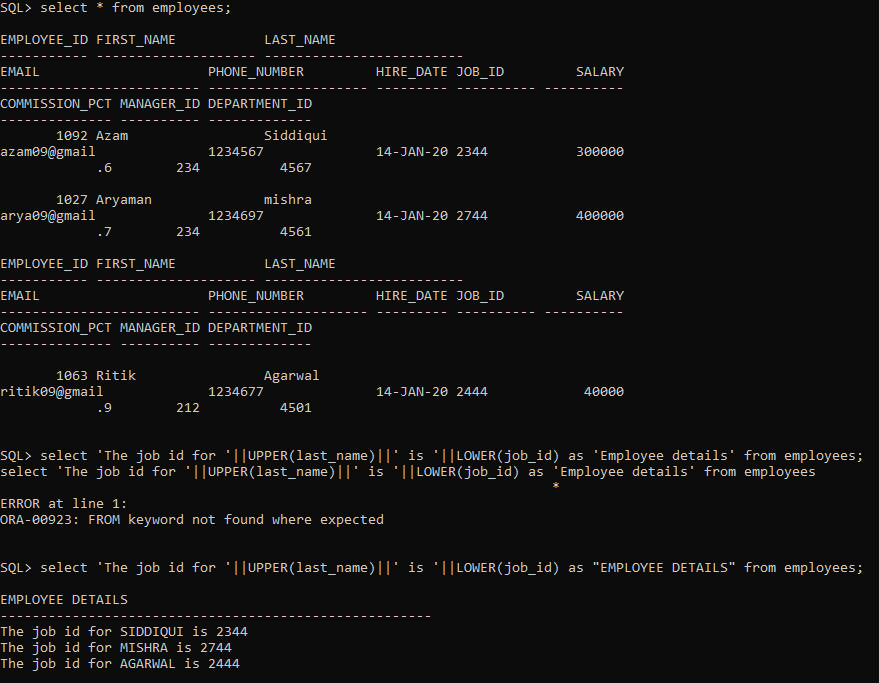 SQL> select * from employees;
EMPLOYEE_ID FIRST_NAME           LAST_NAME
----------- -------------------- -------------------------
EMAIL                     PHONE_NUMBER         HIRE_DATE JOB_ID         SALARY
------------------------- -------------------- --------- ---------- ----------
COMMISSION_PCT MANAGER_ID DEPARTMENT_ID
-------------- ---------- -------------
       1092 Azam                 Siddiqui
azam09@gmail              1234567              14-JAN-20 2344           300000
            .6        234          4567
       1027 Aryaman              mishra
arya09@gmail              1234697              14-JAN-20 2744           400000
            .7        234          4561
EMPLOYEE_ID FIRST_NAME           LAST_NAME
----------- -------------------- -------------------------
EMAIL                     PHONE_NUMBER         HIRE_DATE JOB_ID         SALARY
------------------------- -------------------- --------- ---------- ----------
COMMISSION_PCT MANAGER_ID DEPARTMENT_ID
-------------- ---------- -------------
       1063 Ritik                Agarwal
ritik09@gmail             1234677              14-JAN-20 2444            40000
            .9        212          4501
SQL> select 'The job id for '||UPPER(last_name)||' is '||LOWER(job_id) as 'Employee details' from employees;
select 'The job id for '||UPPER(last_name)||' is '||LOWER(job_id) as 'Employee details' from employees
                                                                     *
ERROR at line 1:
ORA-00923: FROM keyword not found where expected
SQL> select 'The job id for '||UPPER(last_name)||' is '||LOWER(job_id) as "EMPLOYEE DETAILS" from employees;
EMPLOYEE DETAILS
------------------------------------------------------
The job id for SIDDIQUI is 2344
The job id for MISHRA is 2744
The job id for AGARWAL is 2444